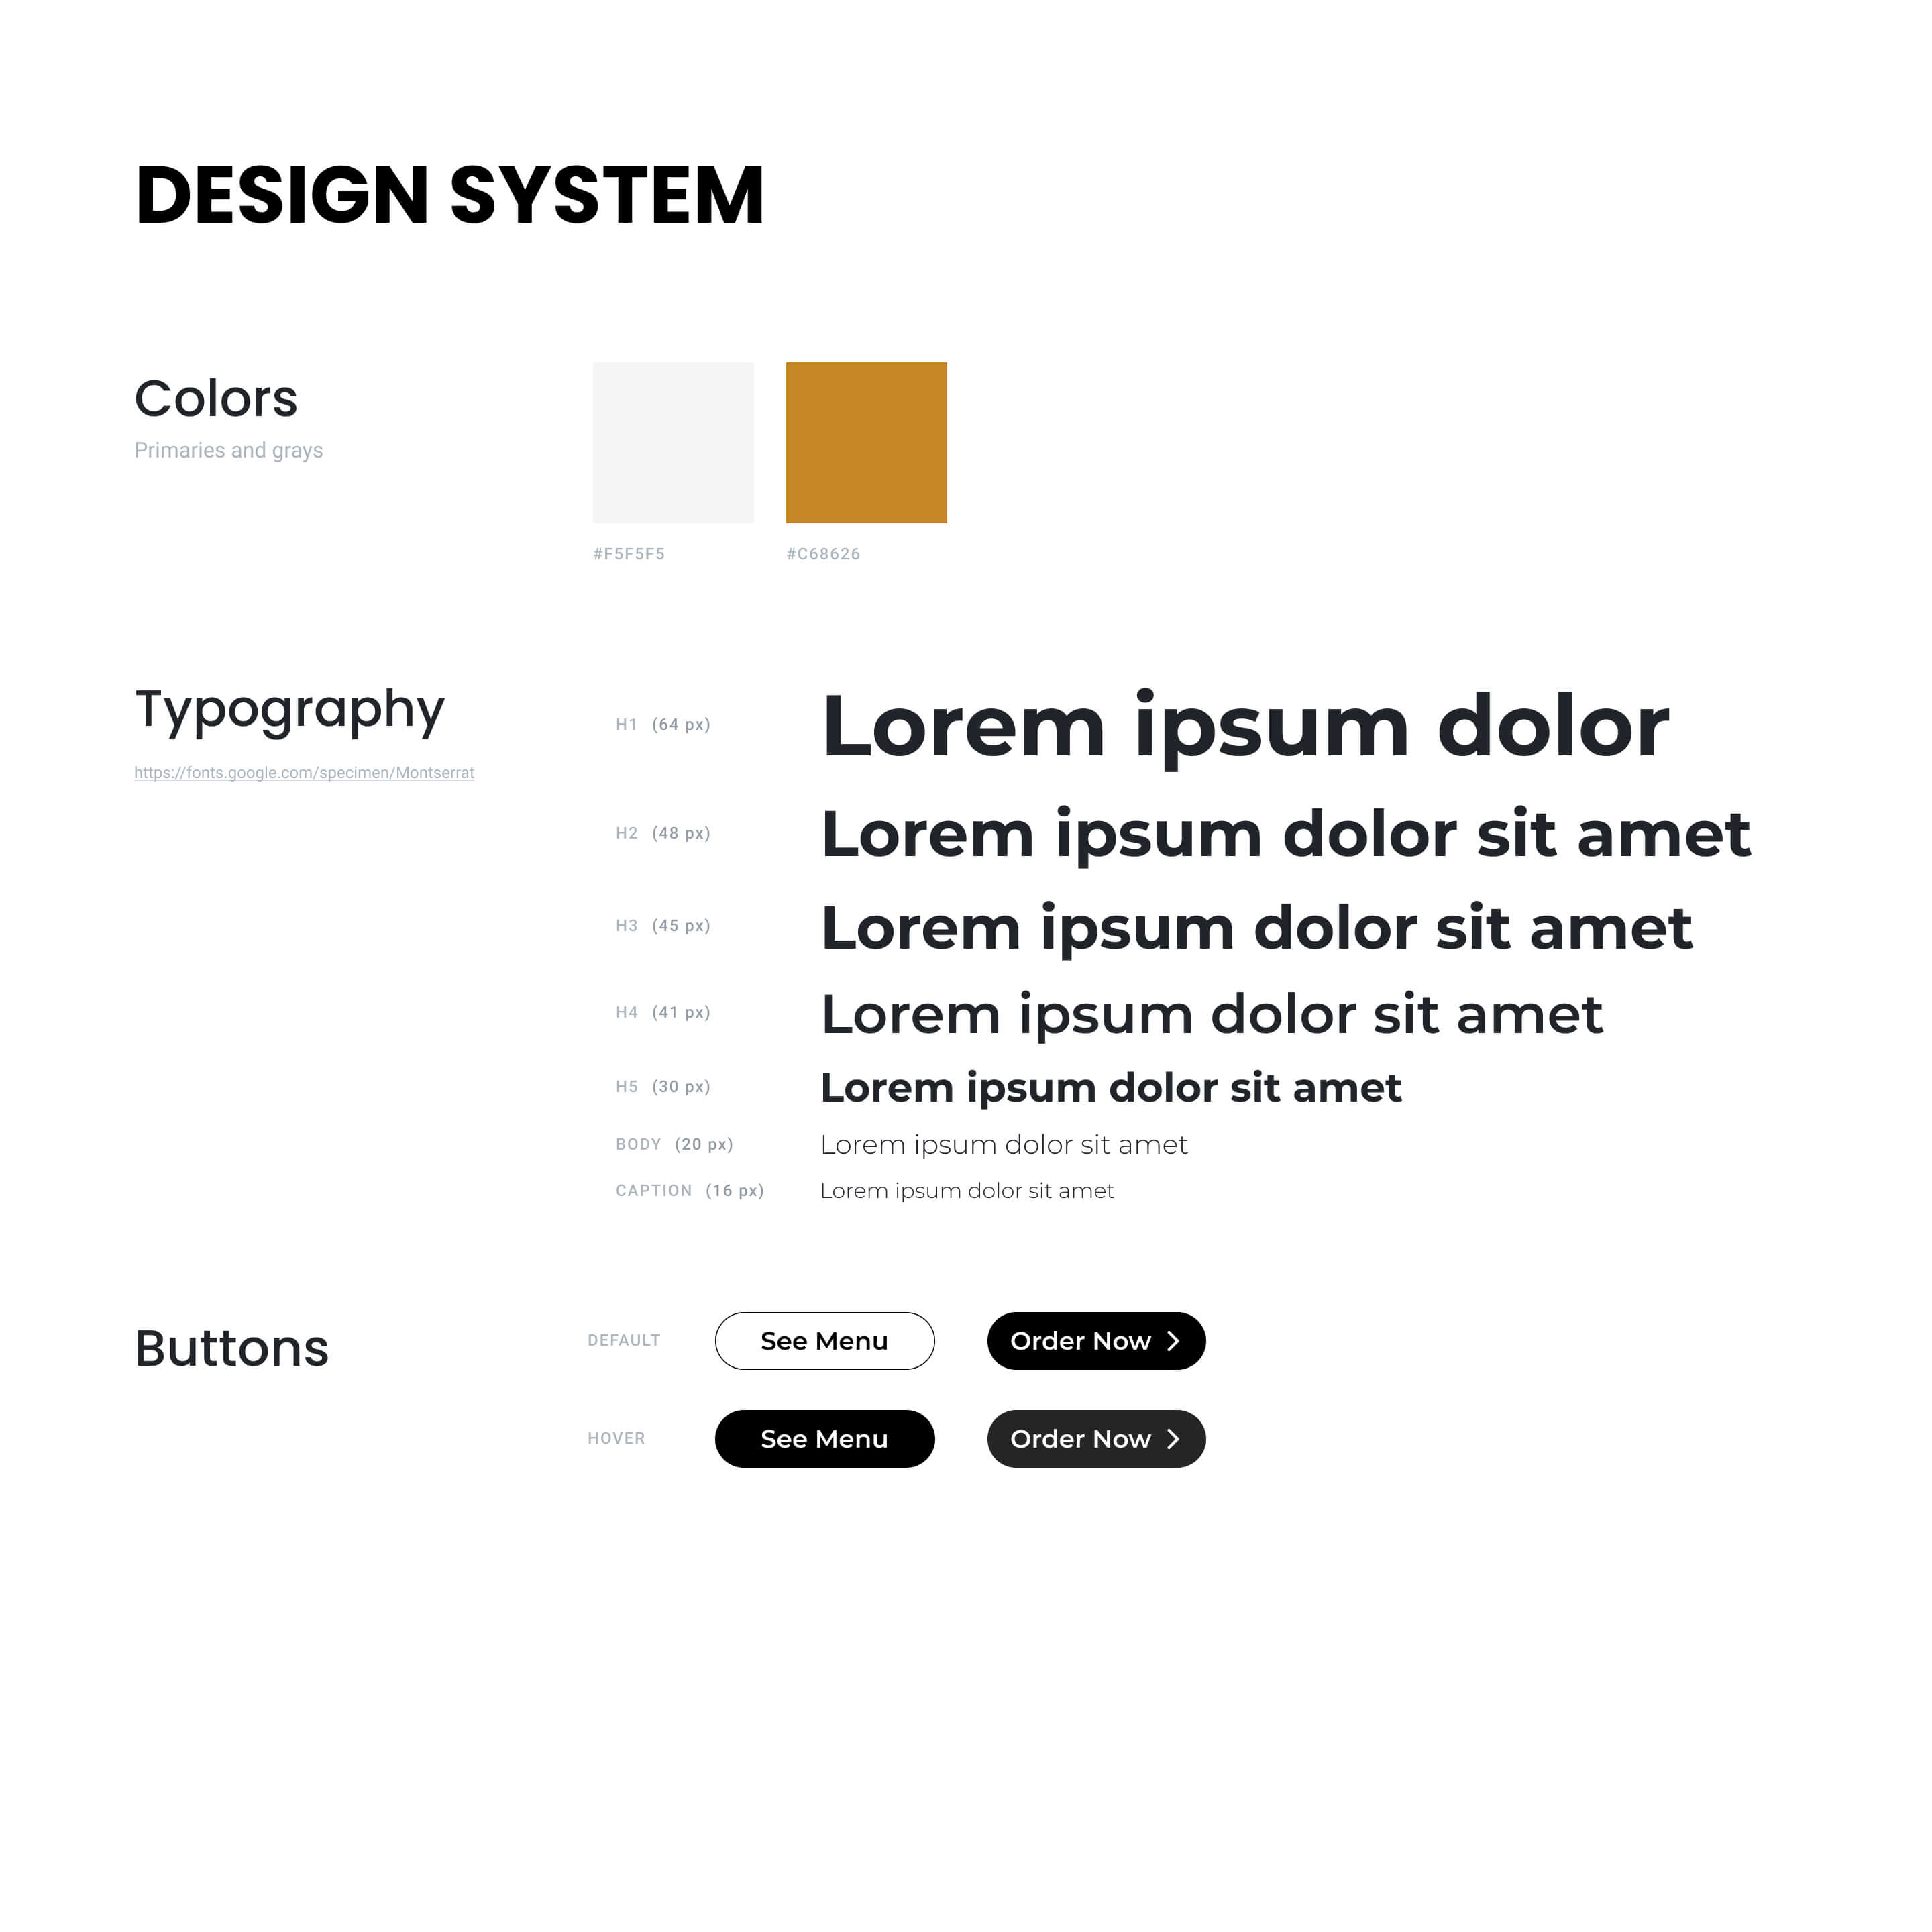 DESIGN SYSTEM
Colors
Primaries and grays
#F5F5F5 #C68626
Typography
https://fonts.google.com/specimen/Montserrat
H1 (64 px) Lorem ipsum dolor
H2 (48 px) Lorem ipsum dolor sit amet
H3 (45 px) Lorem ipsum dolor sit amet
H4 (41 px) Lorem ipsum dolor sit amet
H5 (30 px) Lorem ipsum dolor sit amet
BODY (20 px) Lorem ipsum dolor sit amet
CAPTION (16 px) Lorem ipsum dolor sit amet
Buttons
DEFAULT See Menu Order Now
HOVER See Menu Order Now